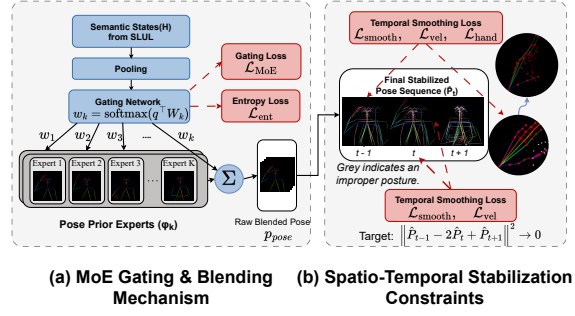 Semantic States(H)
from SLUL
Pooling
Gating Network
w_k = softmax(q^⊤W_k)
Gating Loss
ℒ_MoE
Entropy Loss
ℒ_ent
w_1 w_2 w_3 .... w_k
Expert 1 Expert 2 Expert 3 Expert K
...
Σ
Pose Prior Experts (φ_k)
Raw Blended Pose
p_pose
Temporal Smoothing Loss
ℒ_smooth, ℒ_vel, ℒ_hand
Final Stabilized
Pose Sequence (P̂_t)
t - 1 t t + 1
Grey indicates an
improper posture.
Temporal Smoothing Loss
ℒ_smooth, ℒ_vel
Target: ‖P̂_{t−1} − 2P̂_t + P̂_{t+1}‖² → 0
(a) MoE Gating & Blending
Mechanism
(b) Spatio-Temporal Stabilization
Constraints